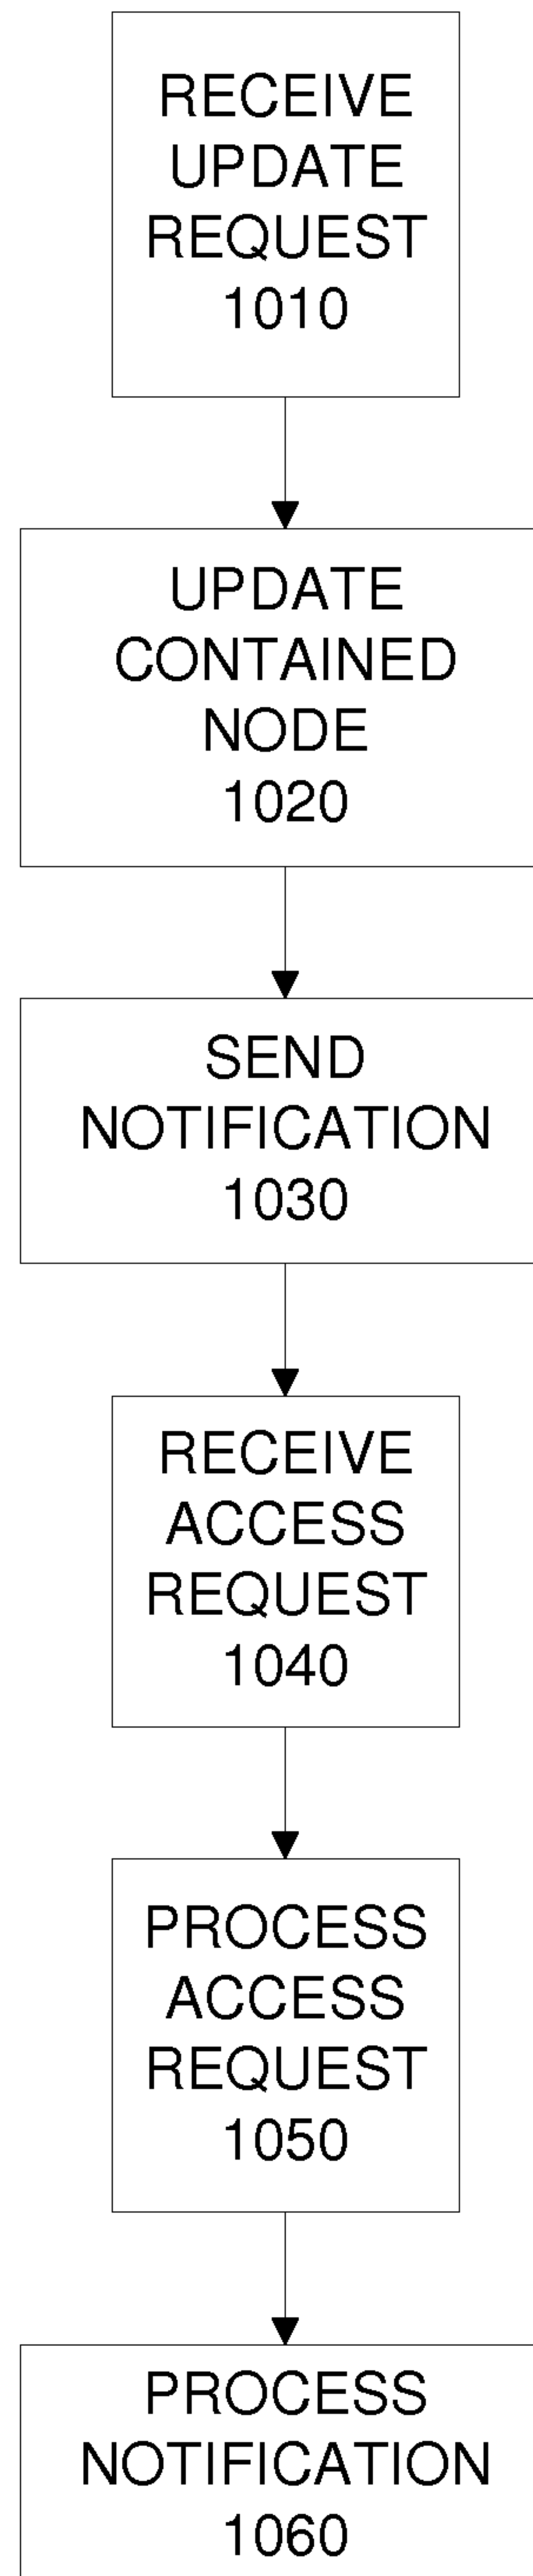 RECEIVE
UPDATE
REQUEST
1010
UPDATE
CONTAINED
NODE
1020
SEND
NOTIFICATION
1030
RECEIVE
ACCESS
REQUEST
1040
PROCESS
ACCESS
REQUEST
1050
PROCESS
NOTIFICATION
1060